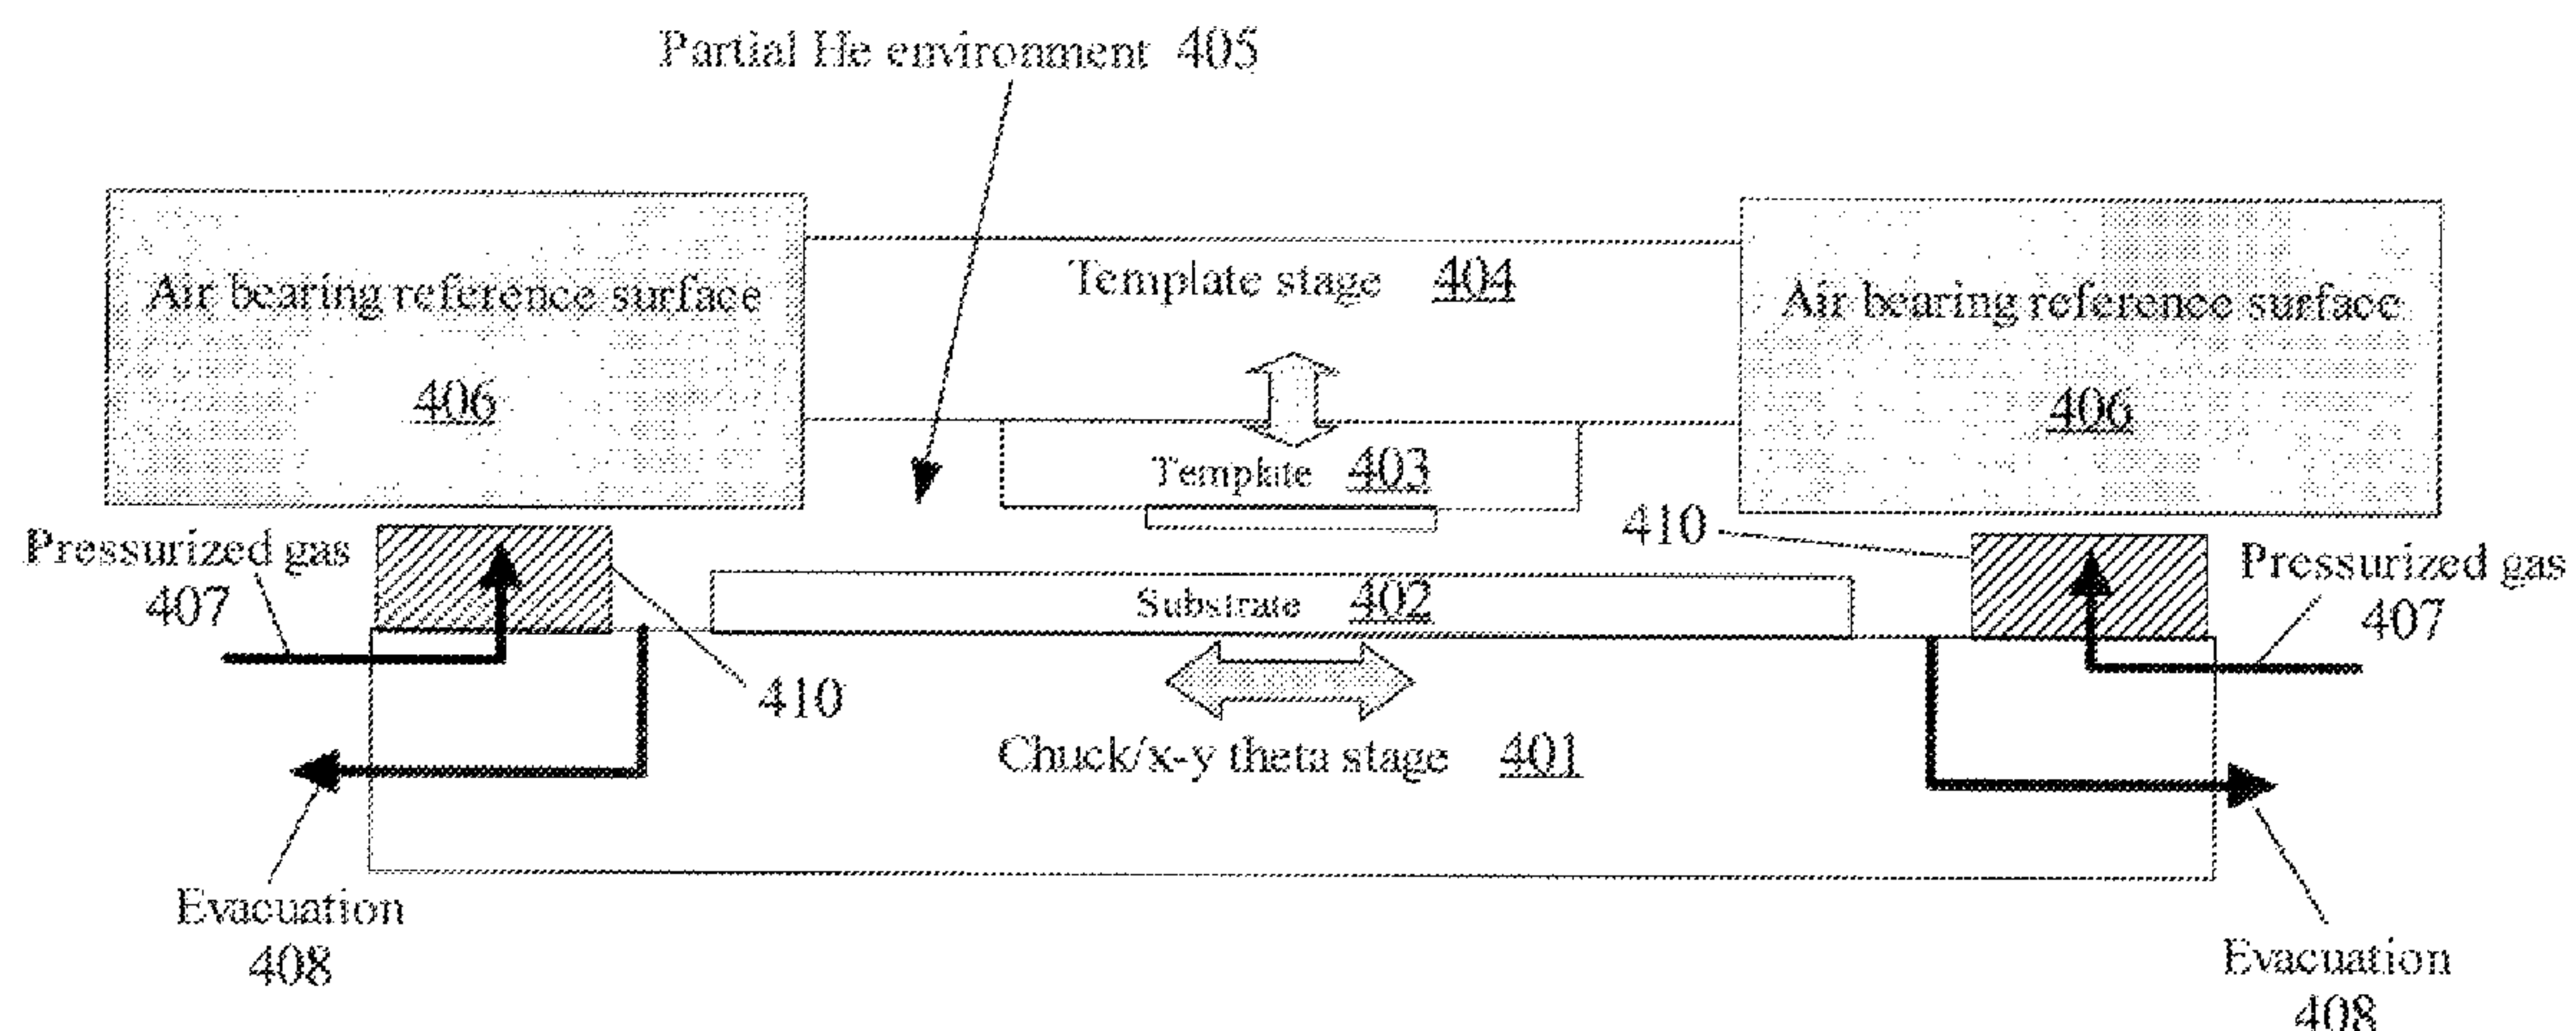 Partial He environment 405
Air bearing reference surface
406
Template stage 404
Air bearing reference surface
406
Template 403
410
Pressurized gas
407
Substrate 402
Pressurized gas
407
410
Chuck/x-y theta stage 401
Evacuation
408
Evacuation
408